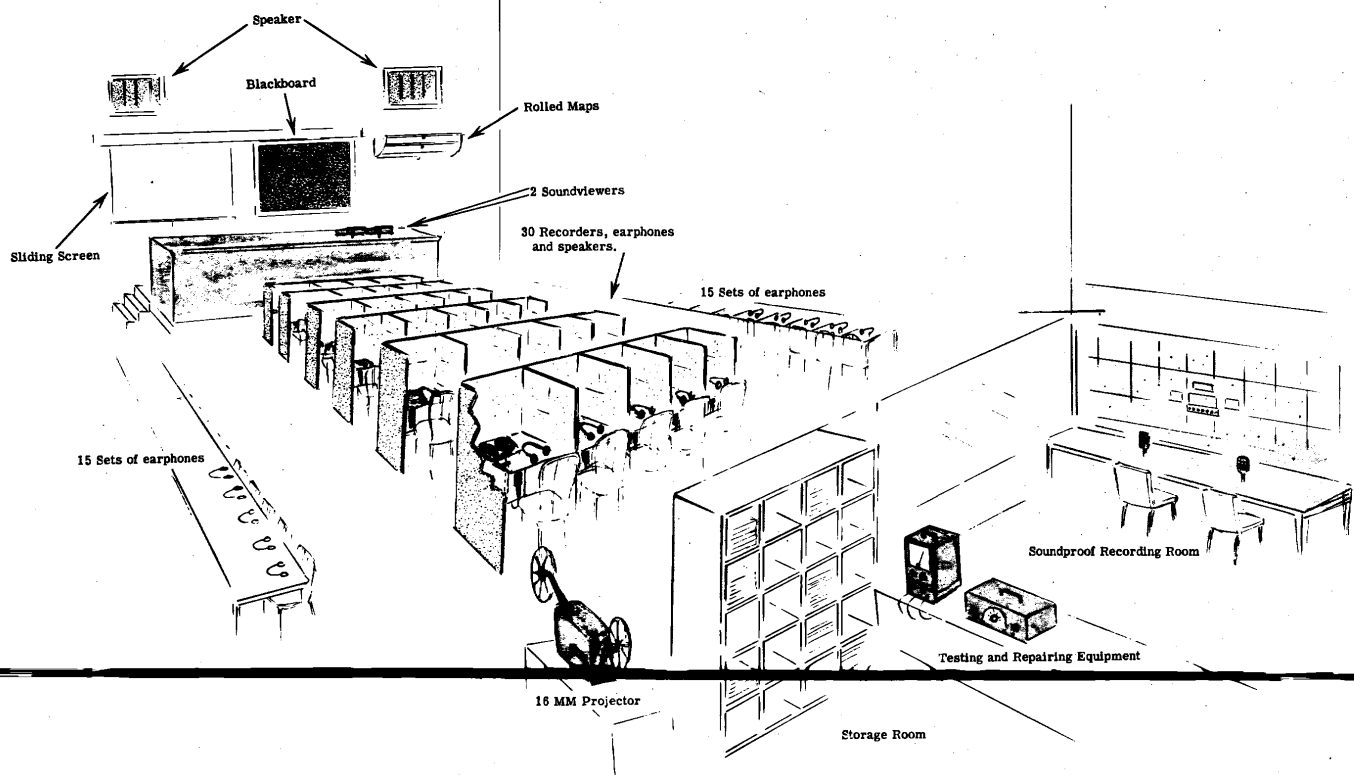 Speaker
Blackboard
Rolled Maps
2 Soundviewers
Sliding Screen
30 Recorders, earphones
and speakers.
15 Sets of earphones
15 Sets of earphones
Soundproof Recording Room
Testing and Repairing Equipment
16 MM Projector
Storage Room